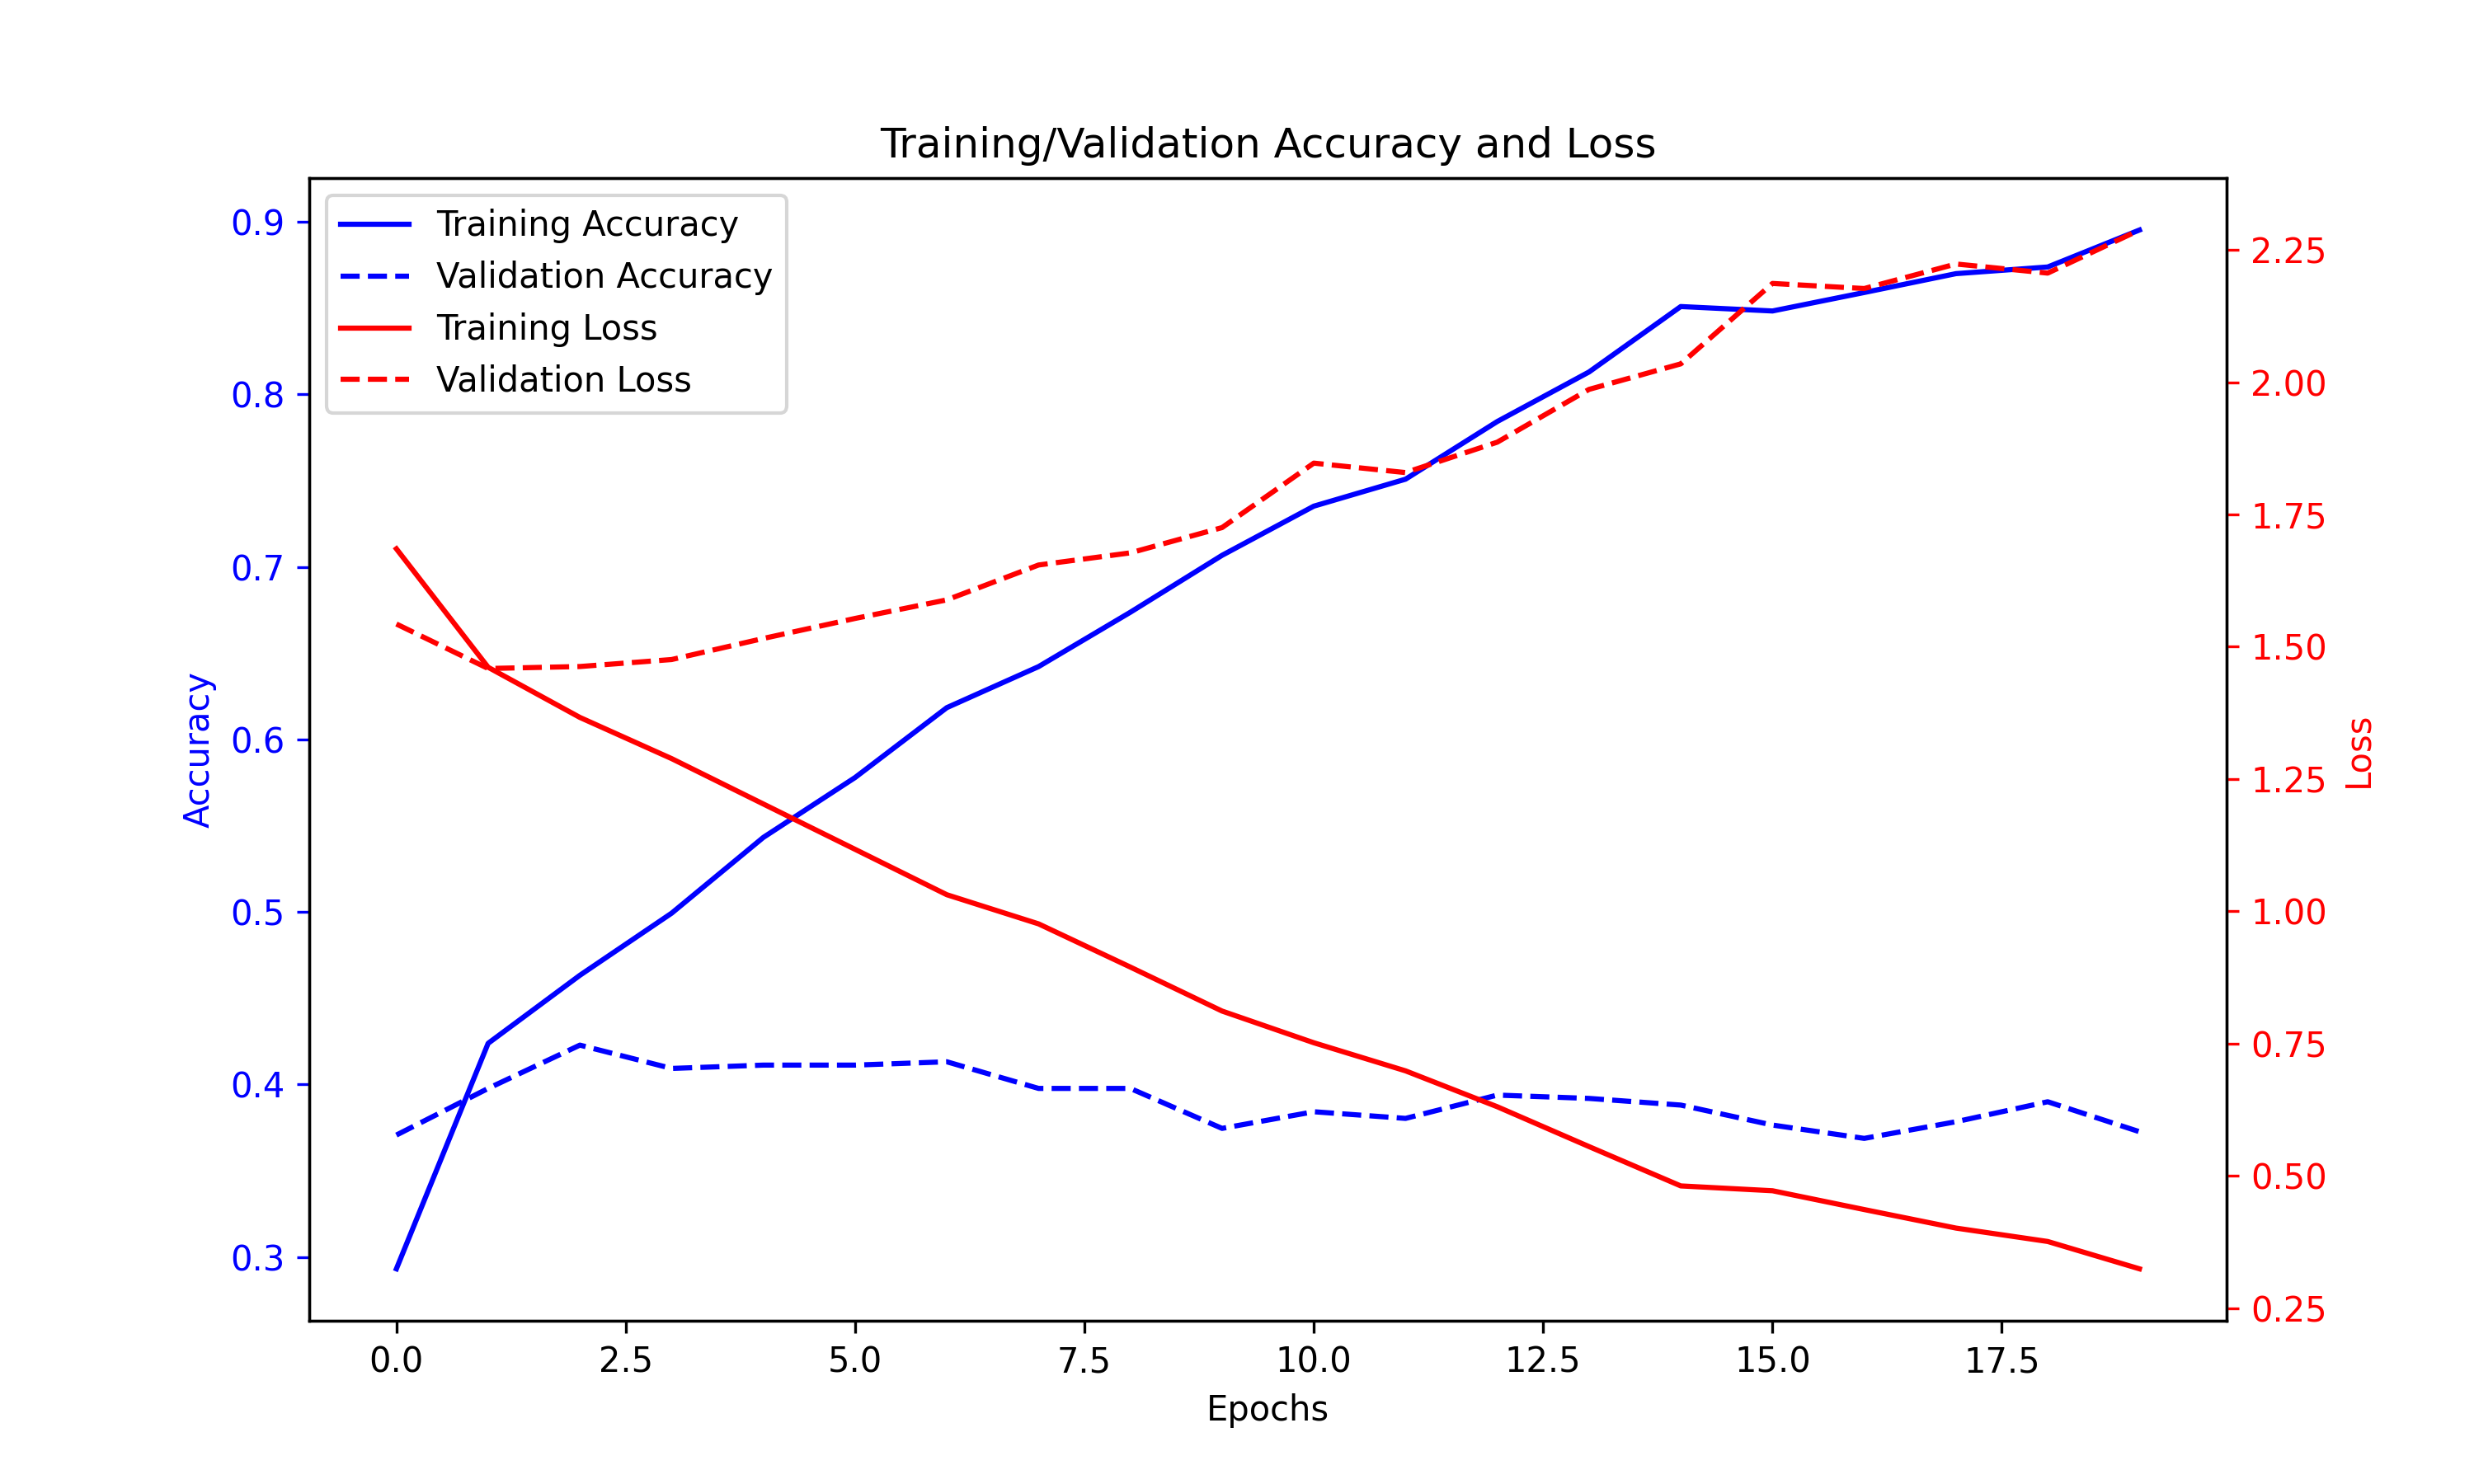 Training/Validation Accuracy and Loss
Training Accuracy
Validation Accuracy
Training Loss
Validation Loss
0.9
0.8
0.7
0.6
0.5
0.4
0.3
Accuracy
2.25
2.00
1.75
1.50
1.25
1.00
0.75
0.50
0.25
Loss
0.0 2.5 5.0 7.5 10.0 12.5 15.0 17.5
Epochs